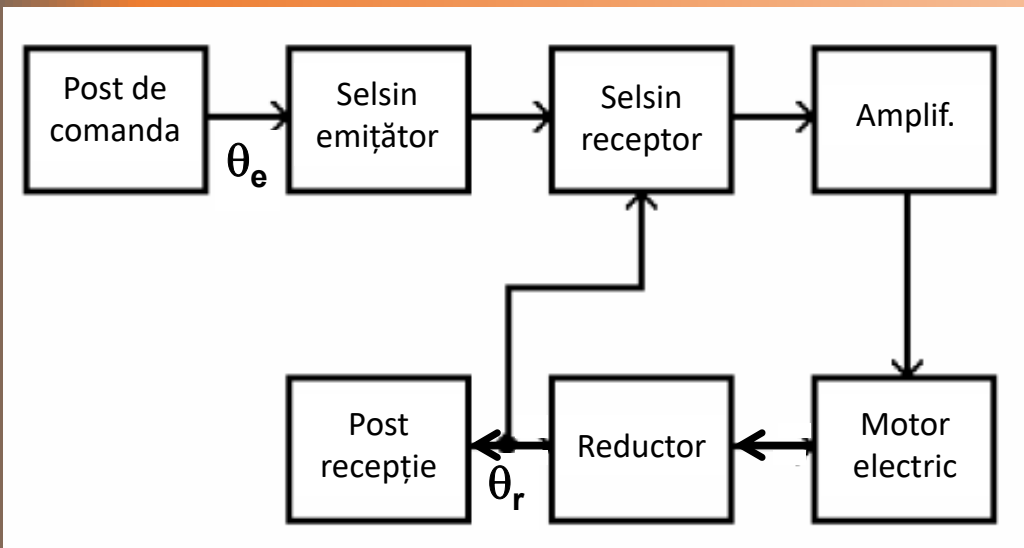 Post de
comanda
θe
Selsin
emițător
Selsin
receptor
Amplif.
Post
recepție
θr
Reductor
Motor
electric